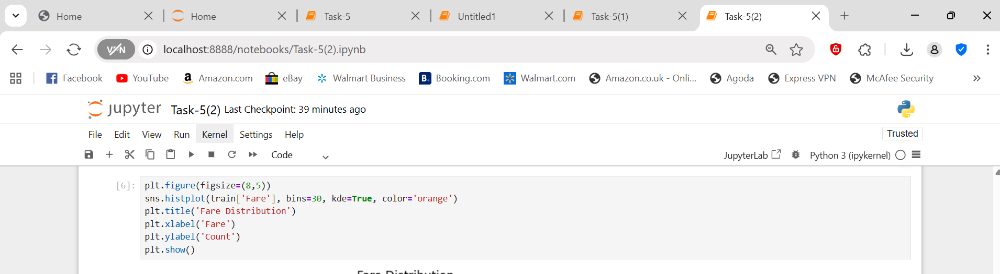 Home
Home
Task-5
Untitled1
Task-5(1)
Task-5(2)
VPN
localhost:8888/notebooks/Task-5(2).ipynb
Facebook
YouTube
Amazon.com
eBay
Walmart Business
B. Booking.com
Walmart.com
Amazon.co.uk - Onli...
Agoda
Express VPN
McAfee Security
jupyter Task-5(2) Last Checkpoint: 39 minutes ago
File Edit View Run Kernel Settings Help
Trusted
Code
JupyterLab
Python 3 (ipykernel)
[6]:
plt.figure(figsize=(8,5))
sns.histplot(train['Fare'], bins=30, kde=True, color='orange')
plt.title('Fare Distribution')
plt.xlabel('Fare')
plt.ylabel('Count')
plt.show()
Fare Distribution